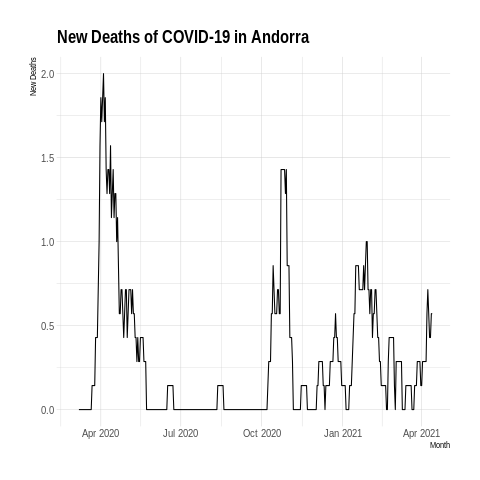 New Deaths of COVID-19 in Andorra
New Deaths
2.0
1.5
1.0
0.5
0.0
Apr 2020 Jul 2020 Oct 2020 Jan 2021 Apr 2021
Month